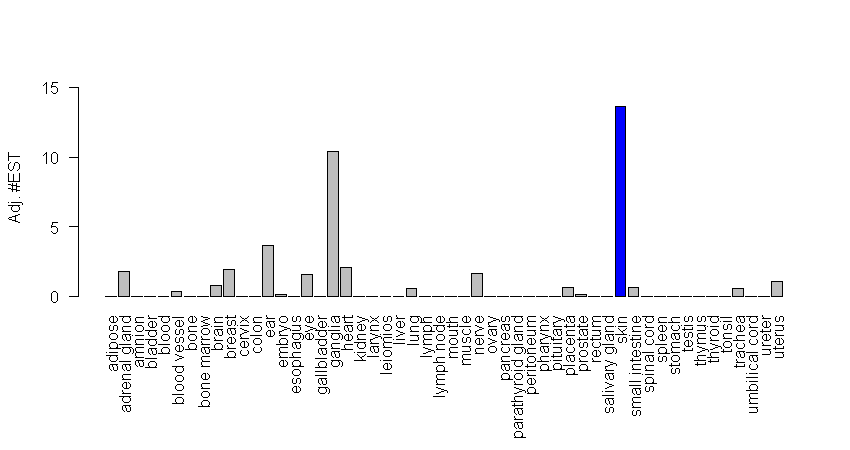 15
10
5
0
Adj. #EST
adipose
adrenal gland
amnion
bladder
blood
blood vessel
bone
bone marrow
brain
breast
cervix
colon
ear
embryo
esophagus
eye
gallbladder
ganglia
heart
kidney
larynx
leiomios
liver
lung
lymph
lymph node
mouth
muscle
nerve
ovary
pancreas
parathyroid gland
peritoneum
pharynx
pituitary
placenta
prostate
rectum
salivary gland
skin
small intestine
spinal cord
spleen
stomach
testis
thymus
thyroid
tonsil
trachea
umbilical cord
ureter
uterus